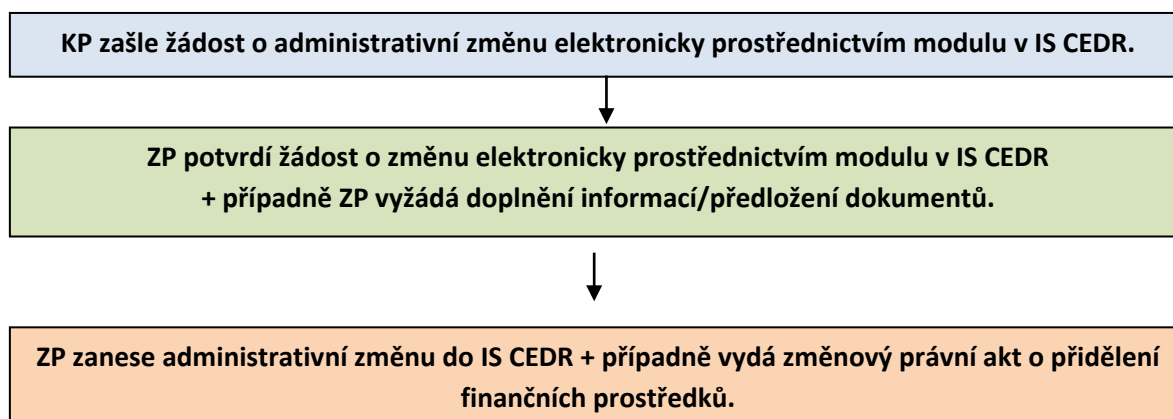 KP zašle žádost o administrativní změnu elektronicky prostřednictvím modulu v IS CEDR.
ZP potvrdí žádost o změnu elektronicky prostřednictvím modulu v IS CEDR
+ případně ZP vyžádá doplnění informací/předložení dokumentů.
ZP zanese administrativní změnu do IS CEDR + případně vydá změnový právní akt o přidělení
finančních prostředků.